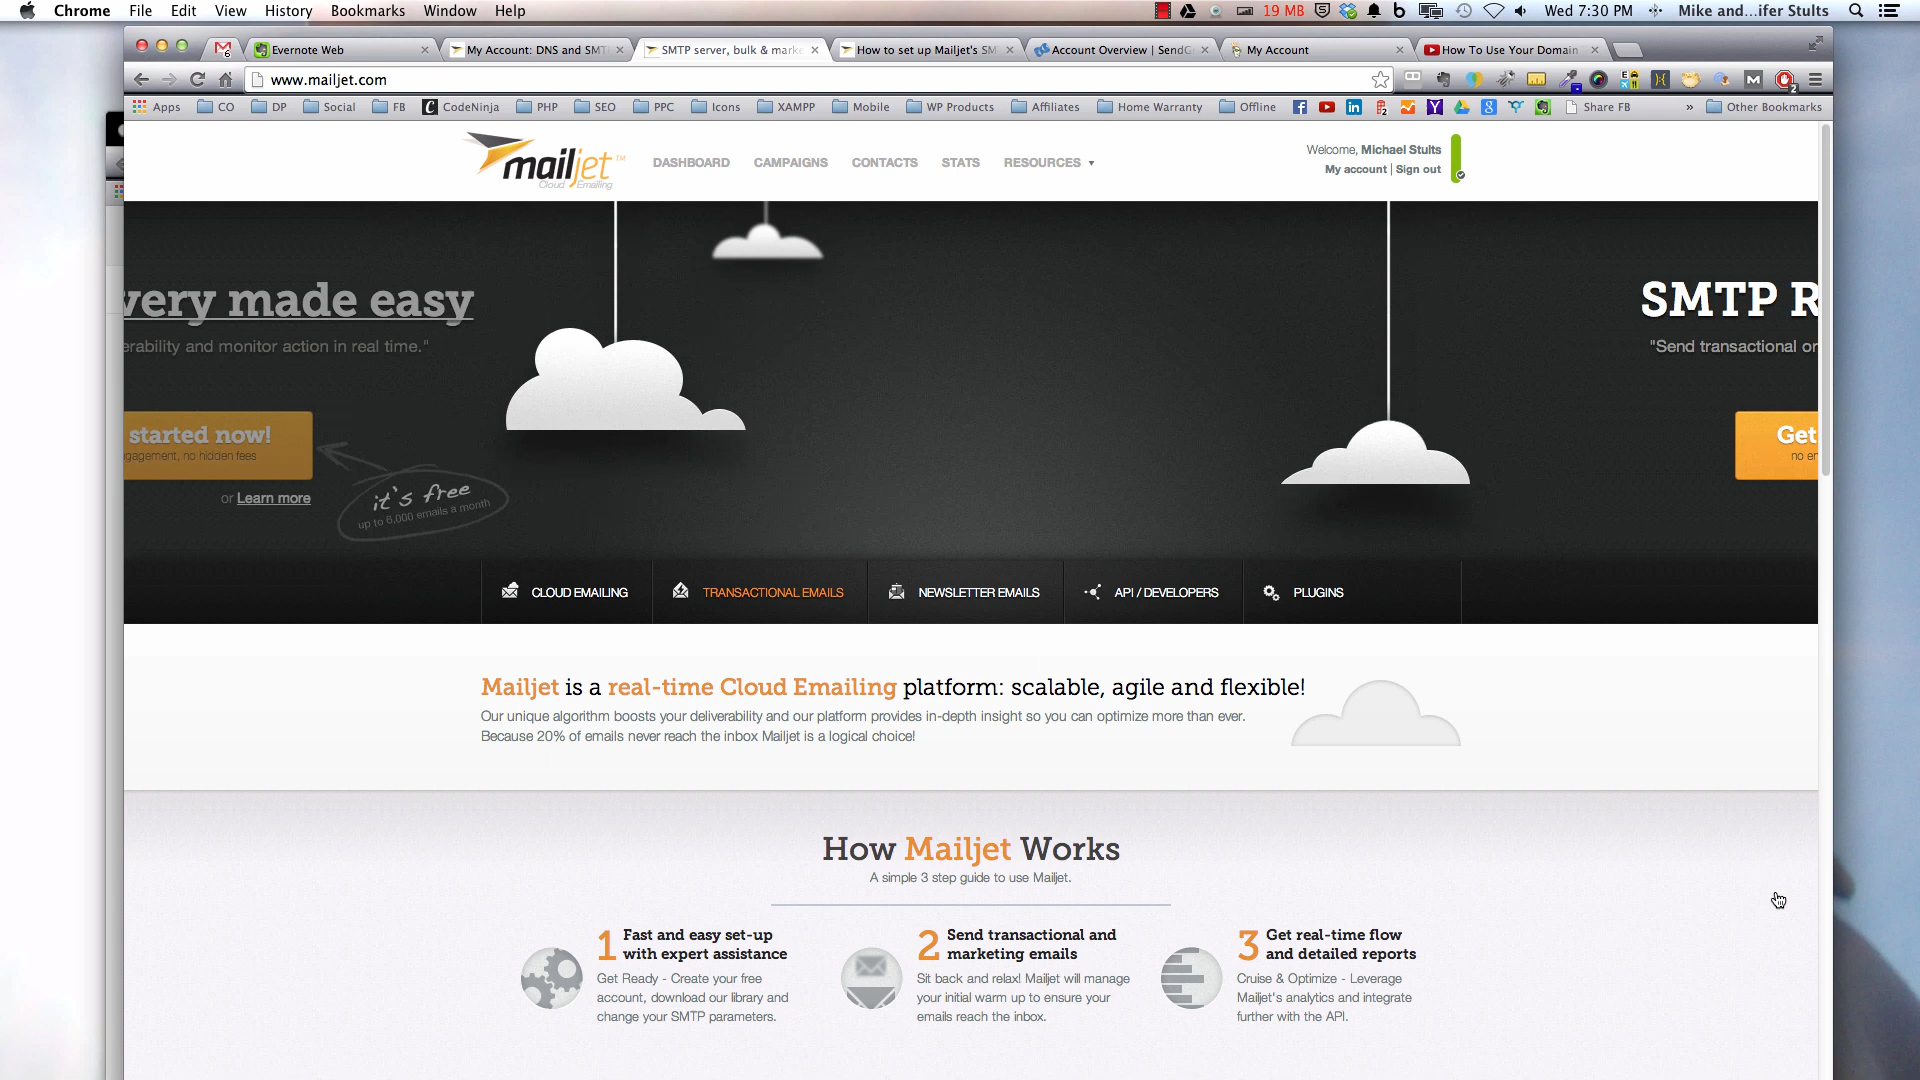 Chrome File Edit View History Bookmarks Window Help 19 MB Wed 7:30 PM Mike and...ifer Stults
6 Evernote Web My Account: DNS and SMT SMTP server, bulk & marke How to set up Mailjet's SM Account Overview | SendG My Account How To Use Your Domain
www.mailjet.com
Apps CO DP Social FB CodeNinja PHP SEO PPC Icons XAMPP Mobile WP Products Affiliates Home Warranty Offline Share FB » Other Bookmarks
mailjet™
Cloud Emailing
DASHBOARD CAMPAIGNS CONTACTS STATS RESOURCES
Welcome, Michael Stults
My account | Sign out
very made easy
erability and monitor action in real time."
started now!
gagement, no hidden fees
or Learn more
it's free
up to 6,000 emails a month
SMTP R
"Send transactional or
Get
no en
CLOUD EMAILING TRANSACTIONAL EMAILS NEWSLETTER EMAILS API / DEVELOPERS PLUGINS
Mailjet is a real-time Cloud Emailing platform: scalable, agile and flexible!
Our unique algorithm boosts your deliverability and our platform provides in-depth insight so you can optimize more than ever.
Because 20% of emails never reach the inbox Mailjet is a logical choice!
How Mailjet Works
A simple 3 step guide to use Mailjet.
1 Fast and easy set-up
with expert assistance
Get Ready - Create your free
account, download our library and
change your SMTP parameters.
2 Send transactional and
marketing emails
Sit back and relax! Mailjet will manage
your initial warm up to ensure your
emails reach the inbox.
3 Get real-time flow
and detailed reports
Cruise & Optimize - Leverage
Mailjet's analytics and integrate
further with the API.